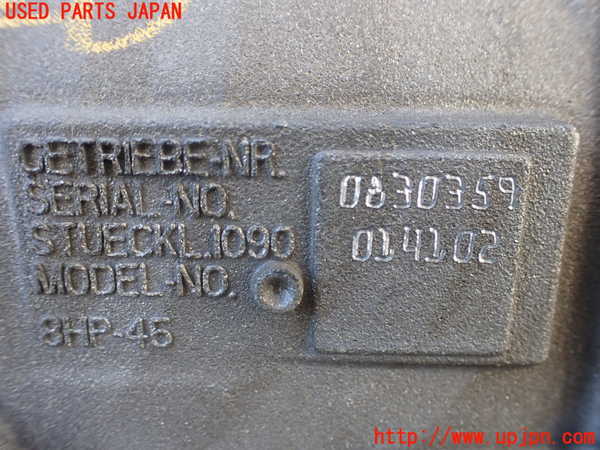 USED PARTS JAPAN
GETRIEBE-NR.
SERIAL-NO.
STUECKL.1090
MODEL-NO.
8HP-45
0830359
014102
http://www.upjpn.com/